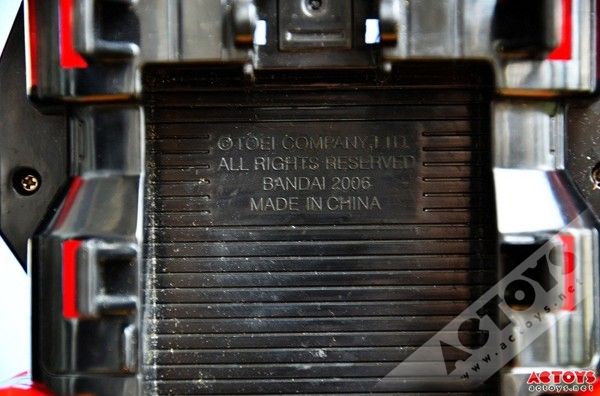 © TOEI COMPANY, LTD.
ALL RIGHTS RESERVED
BANDAI 2006
MADE IN CHINA
ACTOYS
www.actoys.net
ACTOYS
actoys.net